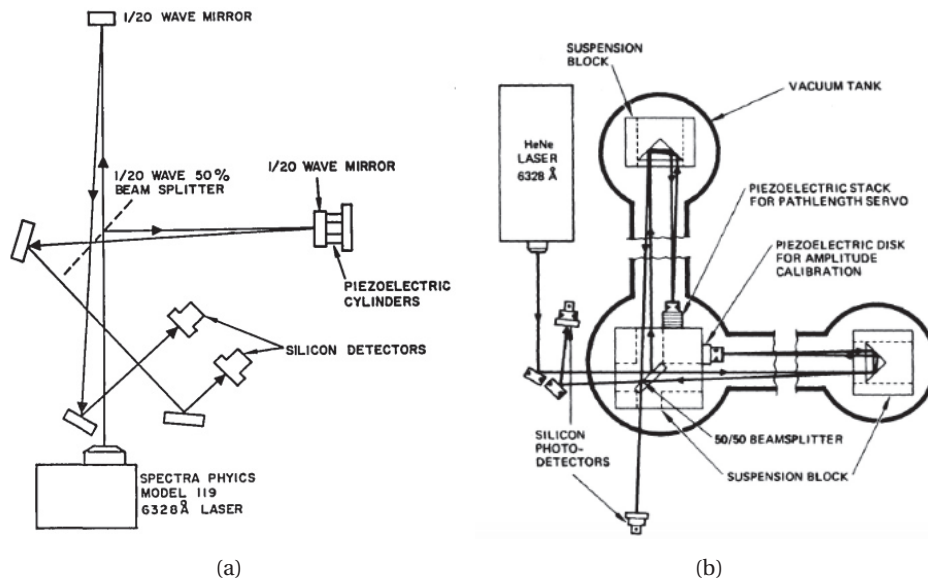 1/20 WAVE MIRROR
1/20 WAVE 50%
BEAM SPLITTER
1/20 WAVE MIRROR
PIEZOELECTRIC
CYLINDERS
SILICON DETECTORS
SPECTRA PHYICS
MODEL 119
6328Å LASER
(a)
SUSPENSION
BLOCK
VACUUM TANK
HeNe
LASER
6328 Å
PIEZOELECTRIC STACK
FOR PATHLENGTH SERVO
PIEZOELECTRIC DISK
FOR AMPLITUDE
CALIBRATION
SILICON
PHOTO-
DETECTORS
50/50 BEAMSPLITTER
SUSPENSION BLOCK
(b)